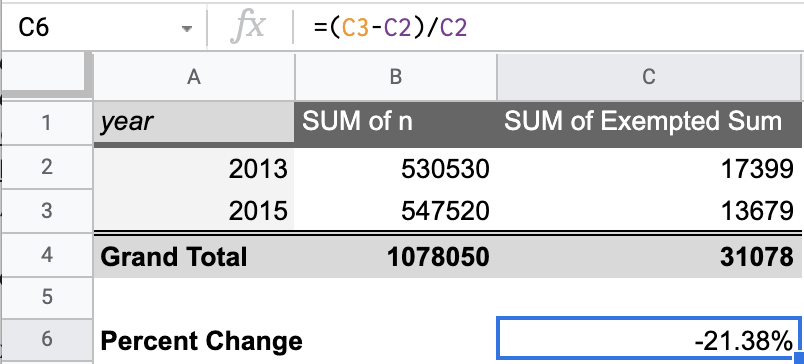 C6 fx =(C3-C2)/C2
A B C
1 year SUM of n SUM of Exempted Sum
2 2013 530530 17399
3 2015 547520 13679
4 Grand Total 1078050 31078
5
6 Percent Change -21.38%